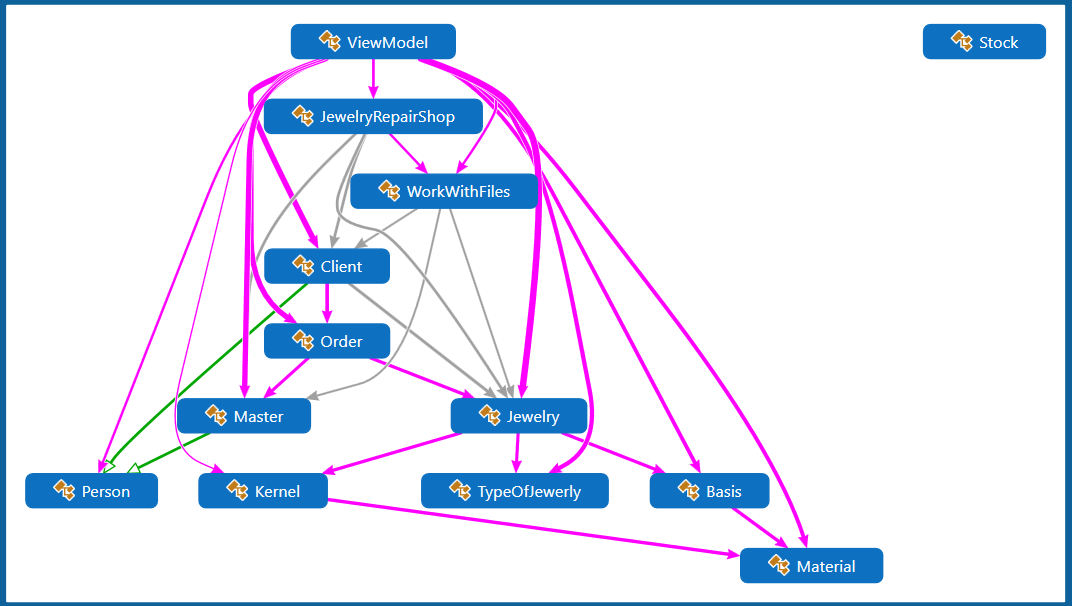 ViewModel
Stock
JewelryRepairShop
WorkWithFiles
Client
Order
Master
Jewelry
Person
Kernel
TypeOfJewerly
Basis
Material